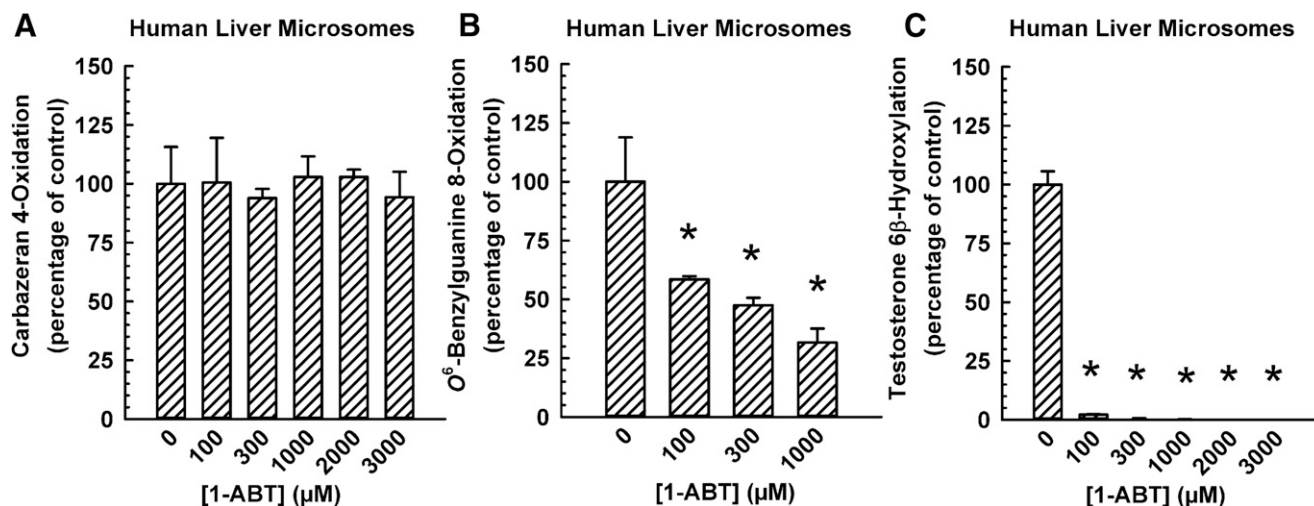 A
Human Liver Microsomes
Carbazeran 4-Oxidation
(percentage of control)
150
125
100
75
50
25
0
0 100 300 1000 2000 3000
[1-ABT] (µM)
B
Human Liver Microsomes
O⁶-Benzylguanine 8-Oxidation
(percentage of control)
150
125
100
75
50
25
0
* * *
0 100 300 1000
[1-ABT] (µM)
C
Human Liver Microsomes
Testosterone 6β-Hydroxylation
(percentage of control)
150
125
100
75
50
25
0
* * * * *
0 100 300 1000 2000 3000
[1-ABT] (µM)